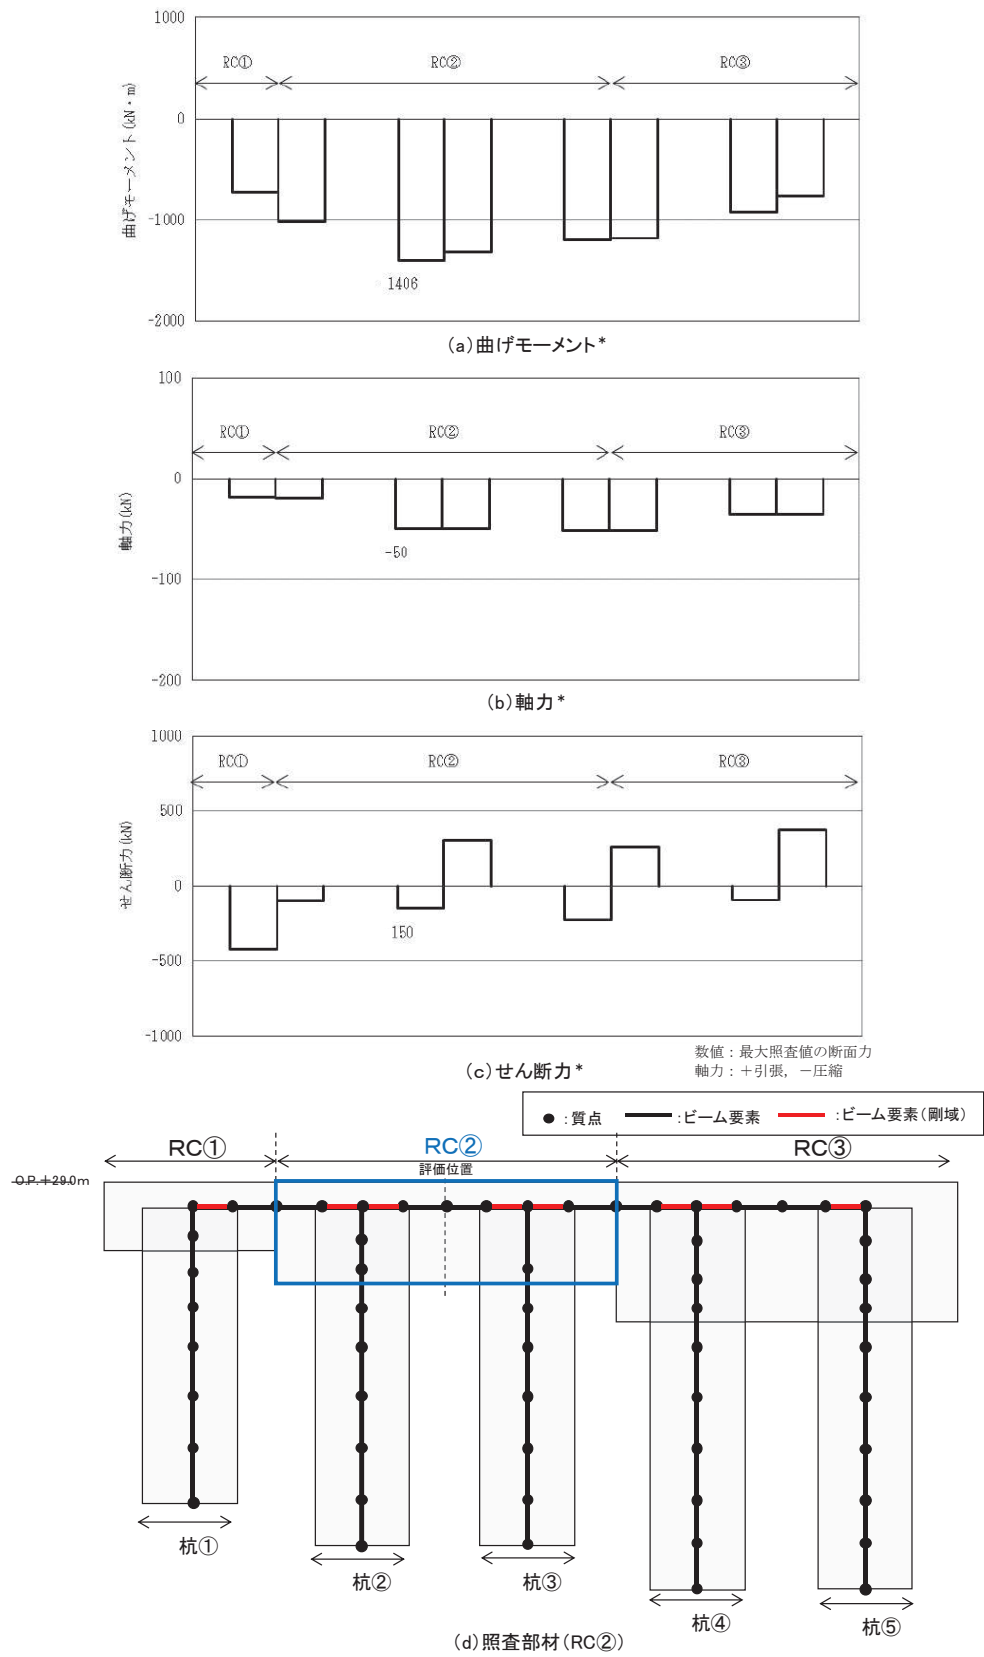 1000
RC① RC② RC③
0
-1000
1406
-2000
曲げモーメント(kN・m)
(a)曲げモーメント*
100
RC① RC② RC③
0
-50
-100
-200
軸力(kN)
(b)軸力*
1000
RC① RC② RC③
500
0
150
-500
-1000
せん断力(kN)
(c)せん断力*
数値：最大照査値の断面力
軸力：＋引張，－圧縮
●:質点 :ビーム要素 :ビーム要素(剛域)
RC① RC② RC③
評価位置
O.P.+29.0m
杭① 杭② 杭③ 杭④ 杭⑤
(d)照査部材(RC②)